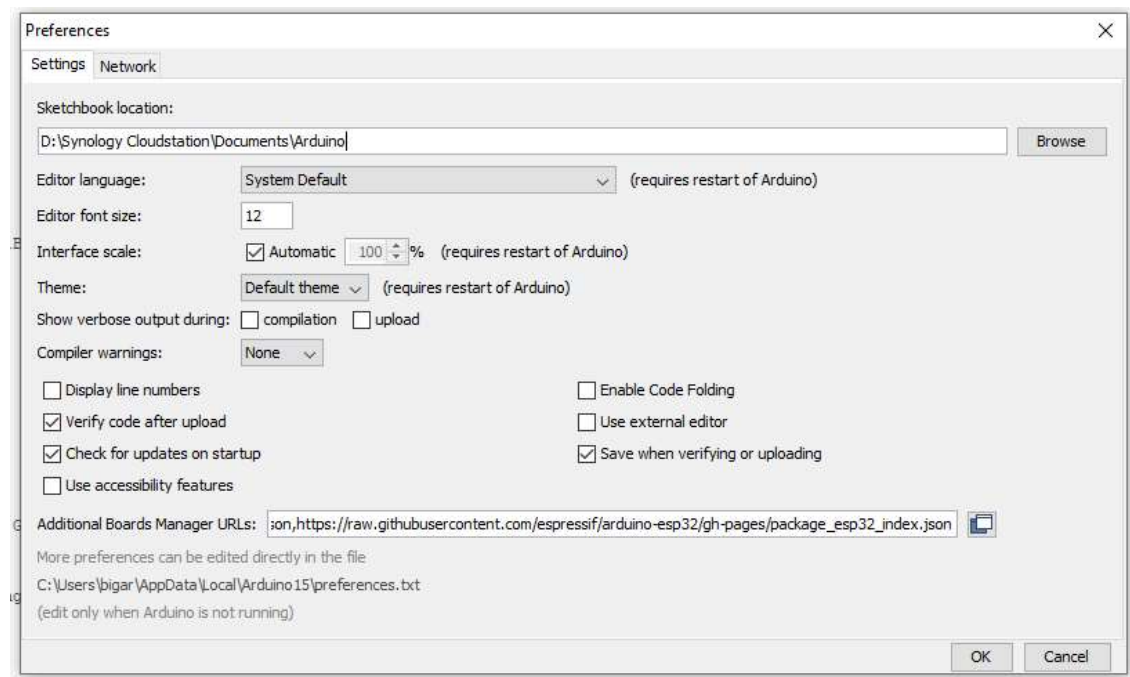 Preferences
Settings Network
Sketchbook location:
D:\Synology Cloudstation\Documents\Arduino Browse
Editor language: System Default (requires restart of Arduino)
Editor font size: 12
Interface scale: Automatic 100 % (requires restart of Arduino)
Theme: Default theme (requires restart of Arduino)
Show verbose output during: compilation upload
Compiler warnings: None
Display line numbers Enable Code Folding
Verify code after upload Use external editor
Check for updates on startup Save when verifying or uploading
Use accessibility features
Additional Boards Manager URLs: son,https://raw.githubusercontent.com/espressif/arduino-esp32/gh-pages/package_esp32_index.json
More preferences can be edited directly in the file
C:\Users\bigar\AppData\Local\Arduino15\preferences.txt
(edit only when Arduino is not running)
OK Cancel